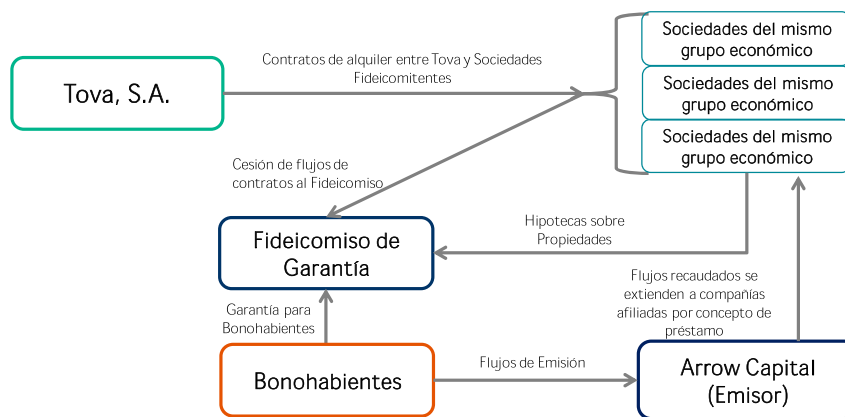 Sociedades del mismo
grupo económico
Contratos de alquiler entre Tova y Sociedades
Fideicomitentes
Tova, S.A.
Sociedades del mismo
grupo económico
Sociedades del mismo
grupo económico
Cesión de flujos de
contratos al Fideicomiso
Fideicomiso de
Garantía
Hipotecas sobre
Propiedades
Flujos recaudados se
extienden a compañías
afiliadas por concepto de
préstamo
Garantía para
Bonohabientes
Bonohabientes
Flujos de Emisión
Arrow Capital
(Emisor)